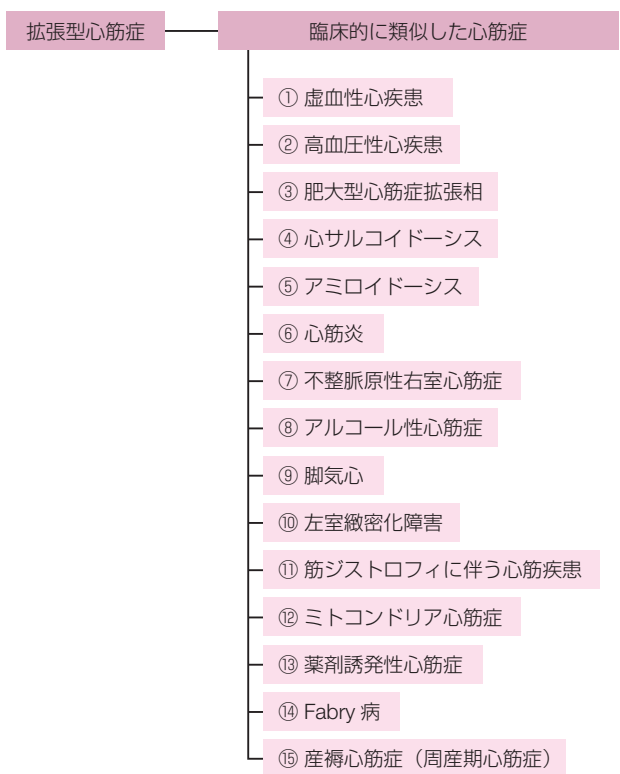 拡張型心筋症
臨床的に類似した心筋症
① 虚血性心疾患
② 高血圧性心疾患
③ 肥大型心筋症拡張相
④ 心サルコイドーシス
⑤ アミロイドーシス
⑥ 心筋炎
⑦ 不整脈原性右室心筋症
⑧ アルコール性心筋症
⑨ 脚気心
⑩ 左室緻密化障害
⑪ 筋ジストロフィに伴う心筋疾患
⑫ ミトコンドリア心筋症
⑬ 薬剤誘発性心筋症
⑭ Fabry 病
⑮ 産褥心筋症（周産期心筋症）